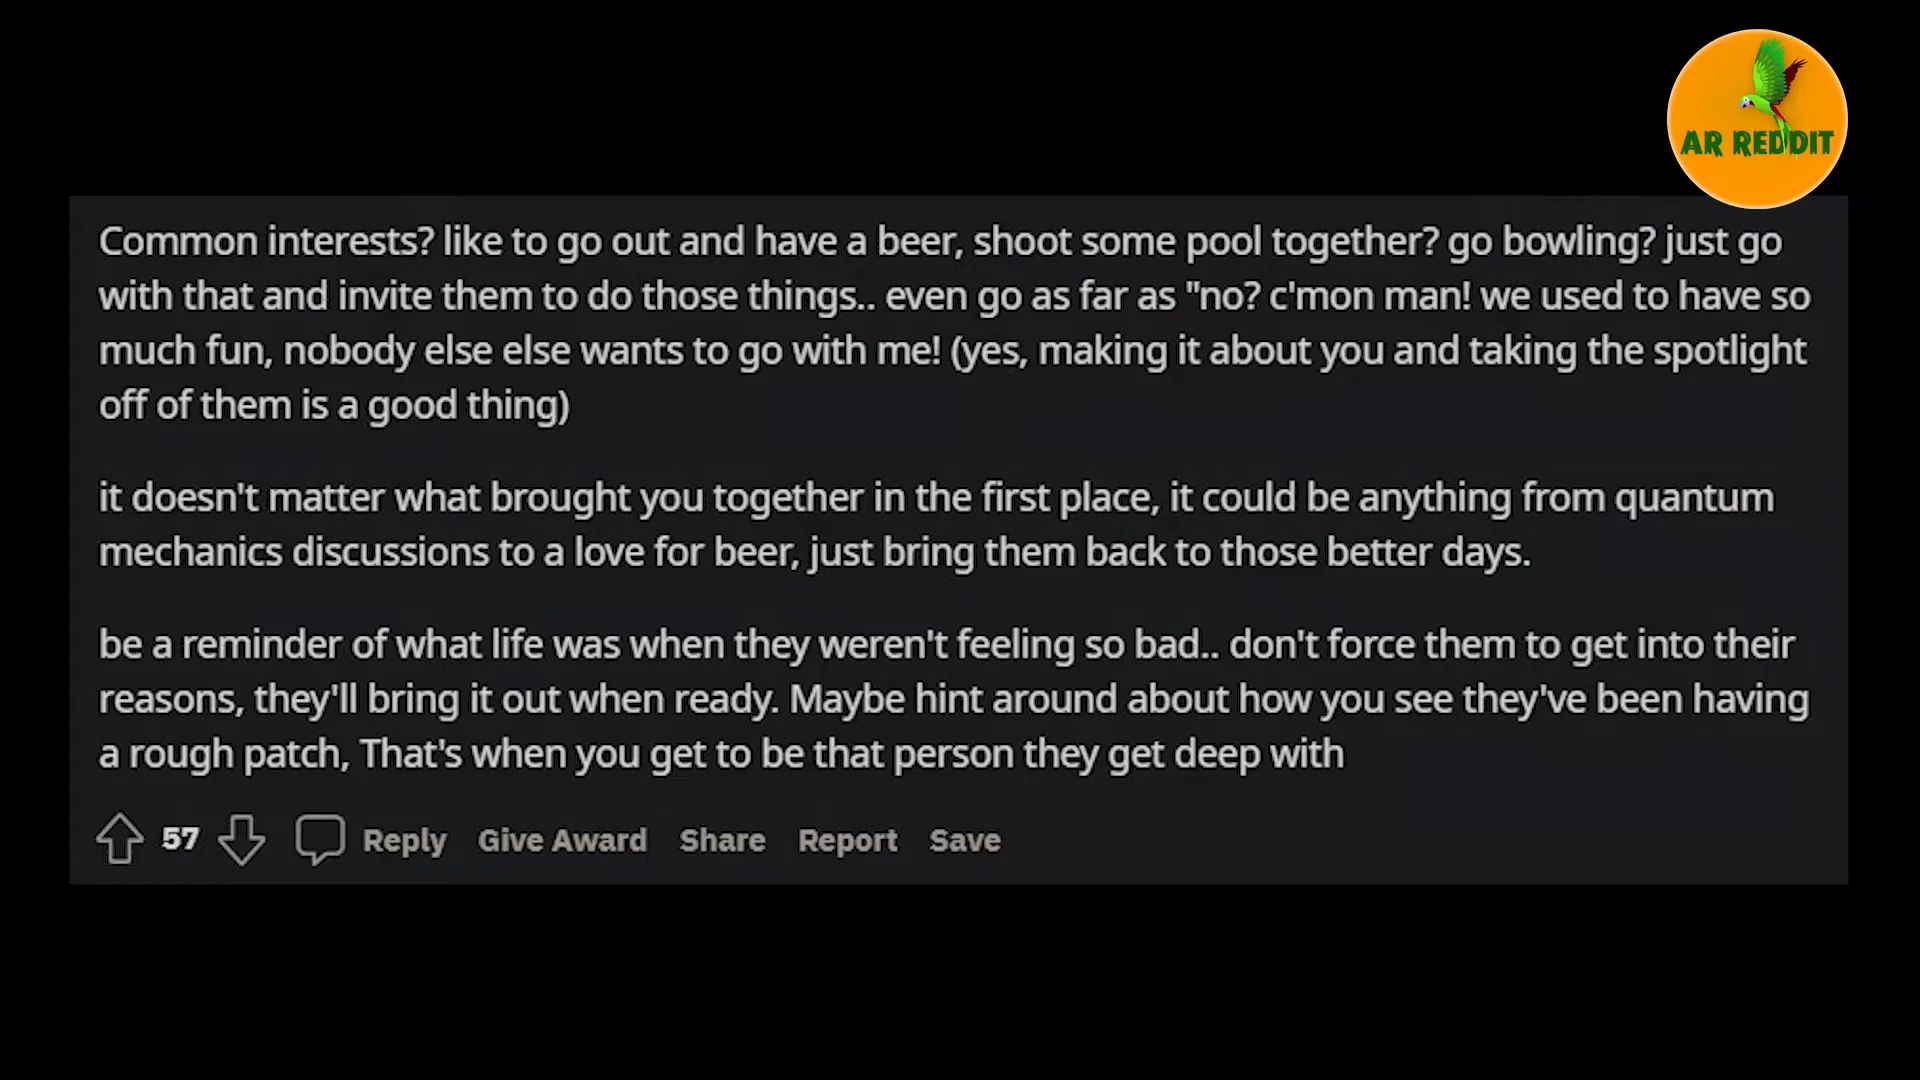 AR REDDIT
Common interests? like to go out and have a beer, shoot some pool together? go bowling? just go
with that and invite them to do those things.. even go as far as "no? c'mon man! we used to have so
much fun, nobody else else wants to go with me! (yes, making it about you and taking the spotlight
off of them is a good thing)
it doesn't matter what brought you together in the first place, it could be anything from quantum
mechanics discussions to a love for beer, just bring them back to those better days.
be a reminder of what life was when they weren't feeling so bad.. don't force them to get into their
reasons, they'll bring it out when ready. Maybe hint around about how you see they've been having
a rough patch, That's when you get to be that person they get deep with
57 Reply Give Award Share Report Save